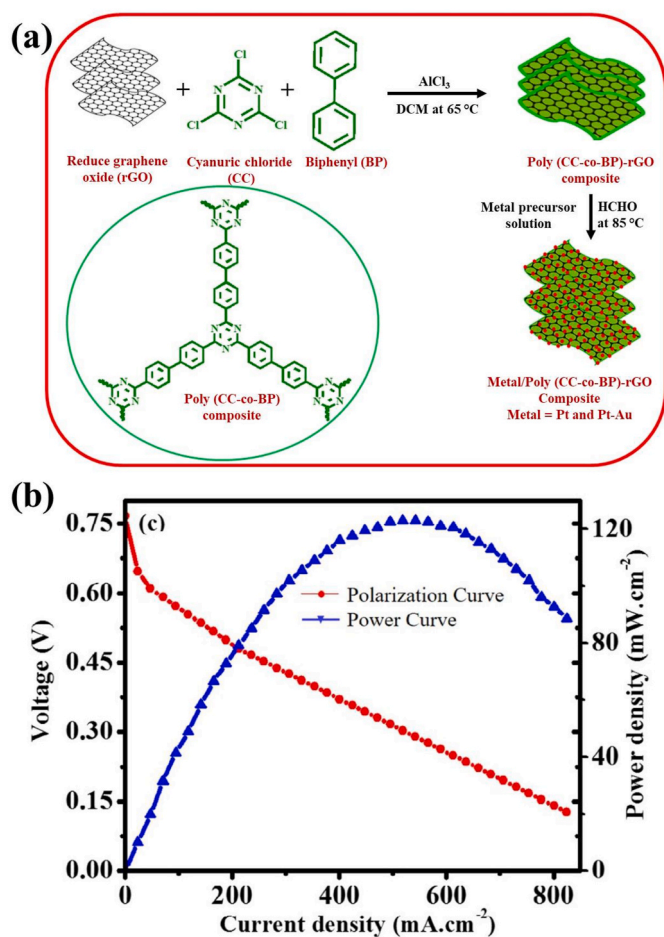 (a)
Cl
N
N
N
Cl
Cl
+
+
AlCl₃
DCM at 65 °C
Reduce graphene
oxide (rGO)
Cyanuric chloride
(CC)
Biphenyl (BP)
Poly (CC-co-BP)-rGO
composite
Metal precursor
solution
HCHO
at 85 °C
N
N
N
N
N
N
N
N
N
N
N
N
Poly (CC-co-BP)
composite
Metal/Poly (CC-co-BP)-rGO
Composite
Metal = Pt and Pt-Au
(b)
(c)
Polarization Curve
Power Curve
Voltage (V)
0.75
0.60
0.45
0.30
0.15
0.00
Power density (mW.cm⁻²)
120
80
40
0
0
200
400
600
800
Current density (mA.cm⁻²)